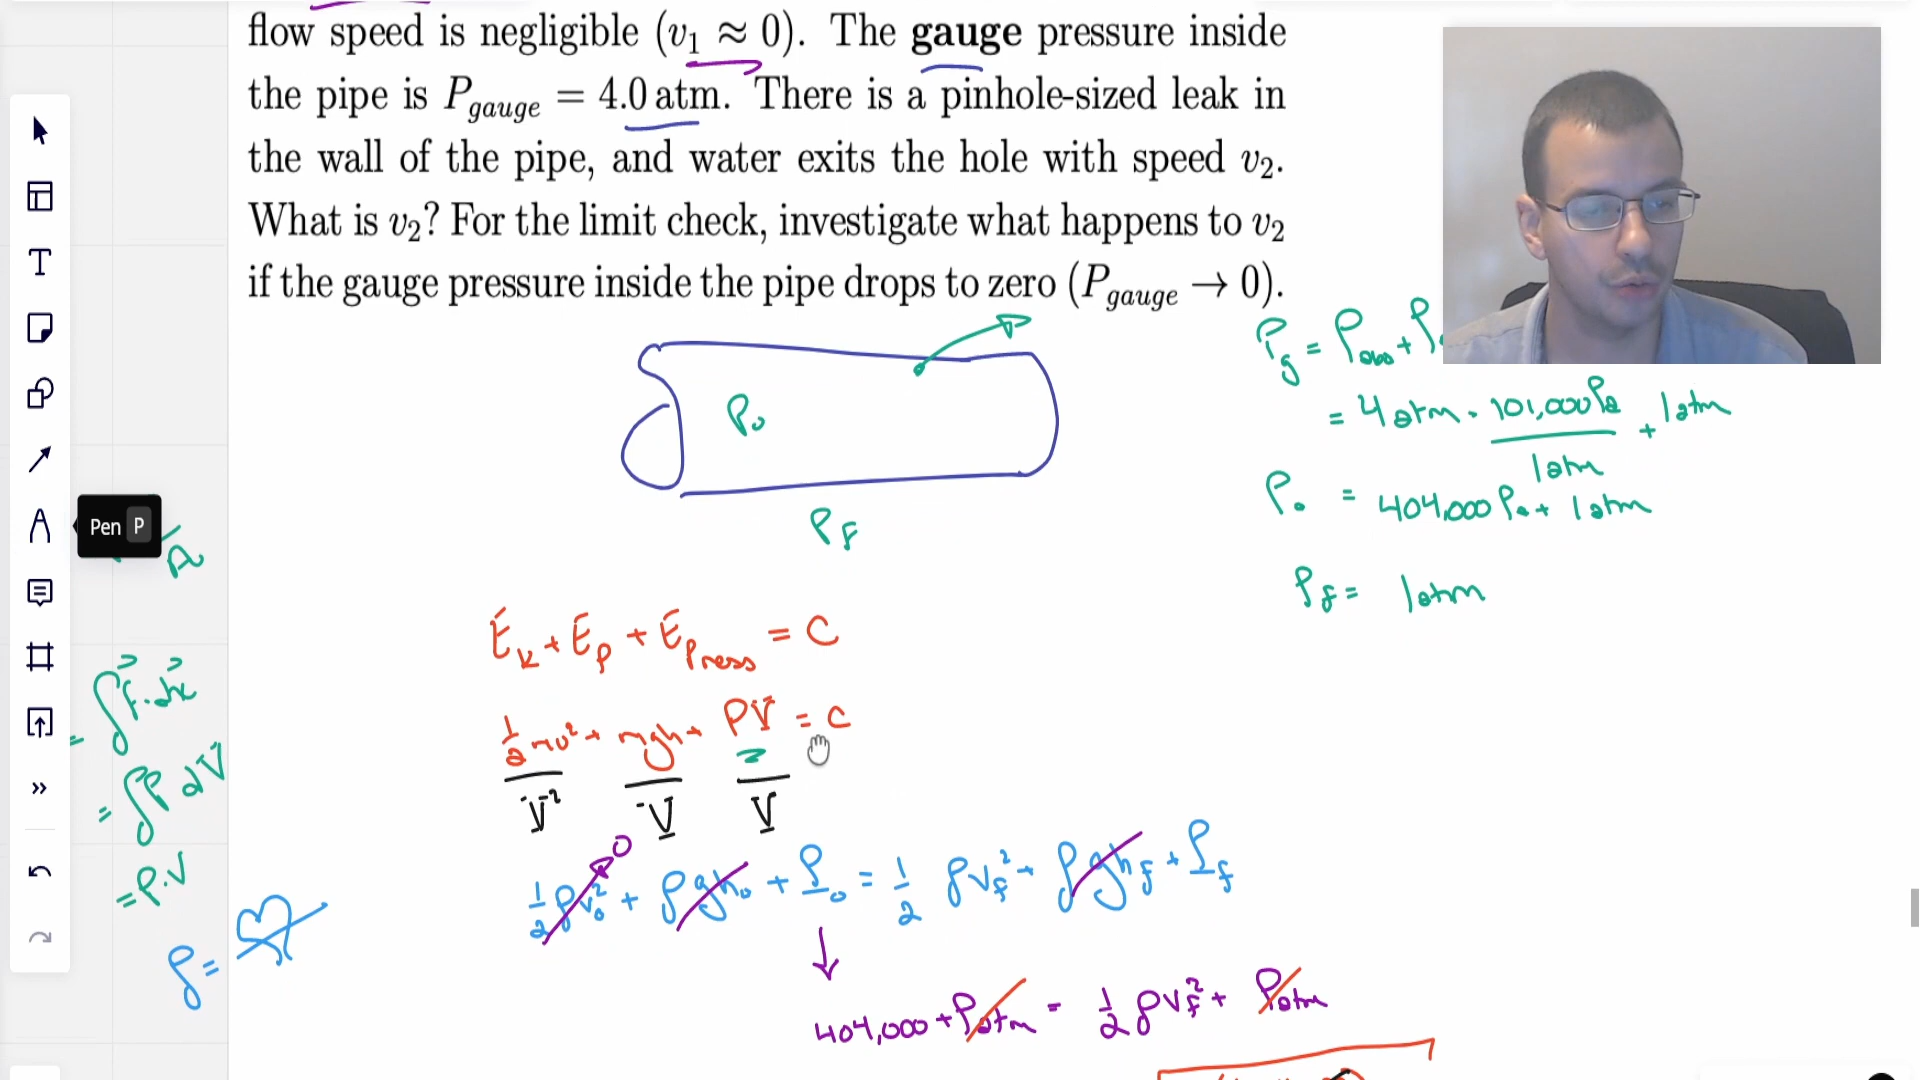 flow speed is negligible (v₁ ≈ 0). The gauge pressure inside
the pipe is P_gauge = 4.0 atm. There is a pinhole-sized leak in
the wall of the pipe, and water exits the hole with speed v₂.
What is v₂? For the limit check, investigate what happens to v₂
if the gauge pressure inside the pipe drops to zero (P_gauge → 0).
P_g = P_abs +
= 4 atm · 101,000 Pa / 1 atm + 1 atm
P₀ = 404,000 Pa + 1 atm
P_f = 1 atm
P₀
P_F
Pen P
E_k + E_p + E_Press = C
½mv² + mgh + PV = C
V² V V
½ρv₀² + ρgh₀ + P₀ = ½ρv_f² + ρgh_f + P_f
0
404,000 + P_atm = ½ρv_f² + P_atm
A
= ∫F·dx
= ∫P dV
= P·V
ρ =